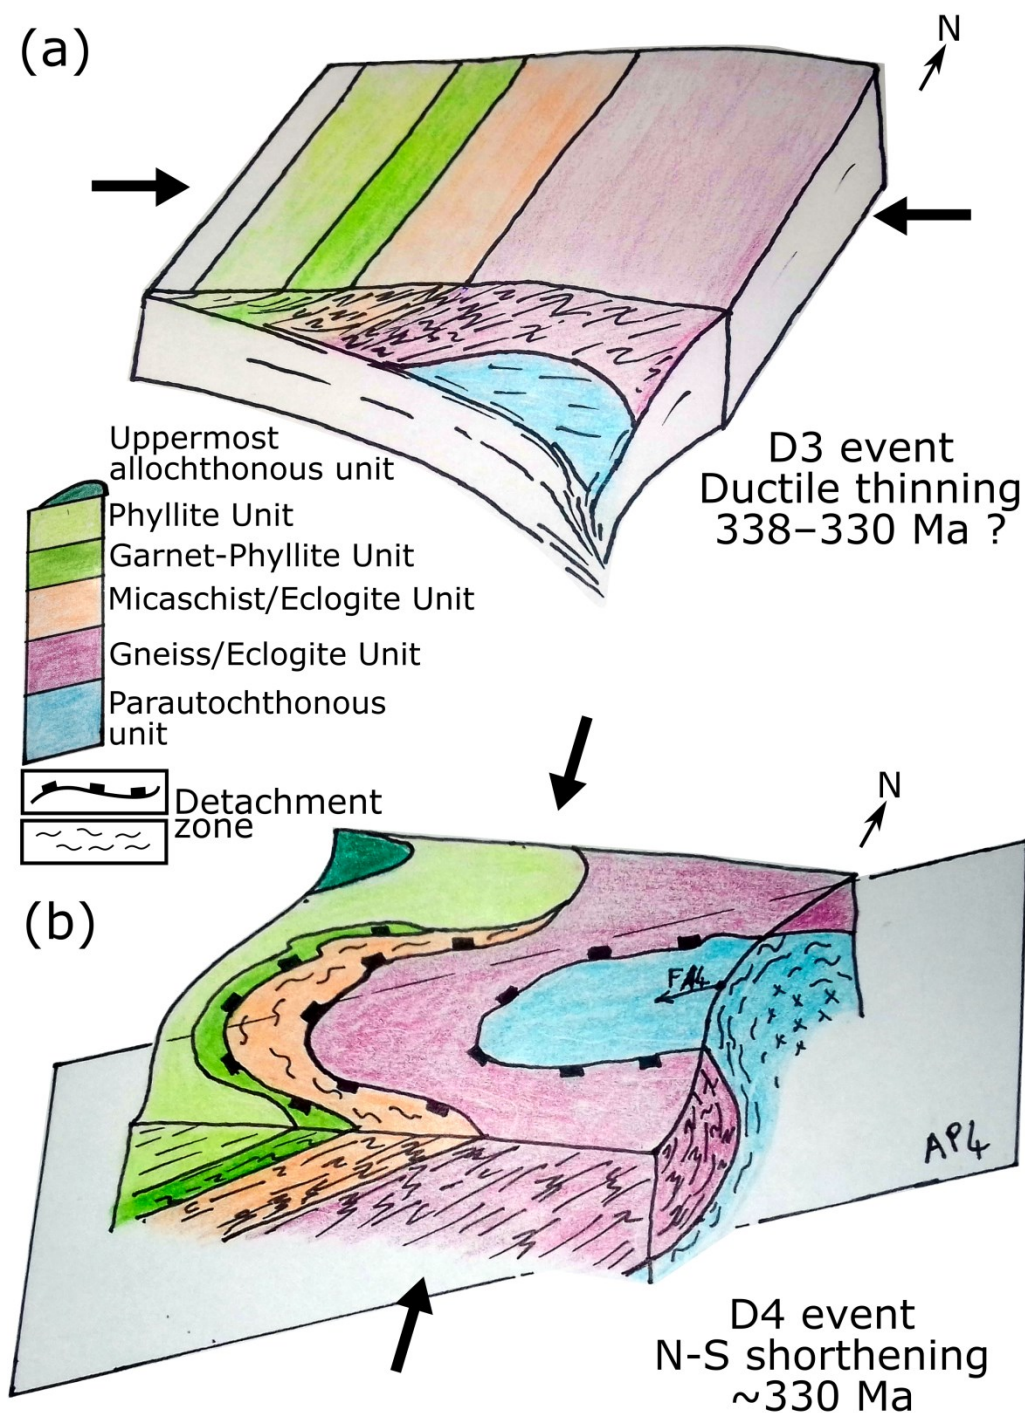 (a)
N
D3 event
Ductile thinning
338–330 Ma ?
Uppermost
allochthonous unit
Phyllite Unit
Garnet-Phyllite Unit
Micaschist/Eclogite Unit
Gneiss/Eclogite Unit
Parautochthonous
unit
Detachment
zone
(b)
N
FA4
AP4
D4 event
N-S shorthening
~330 Ma